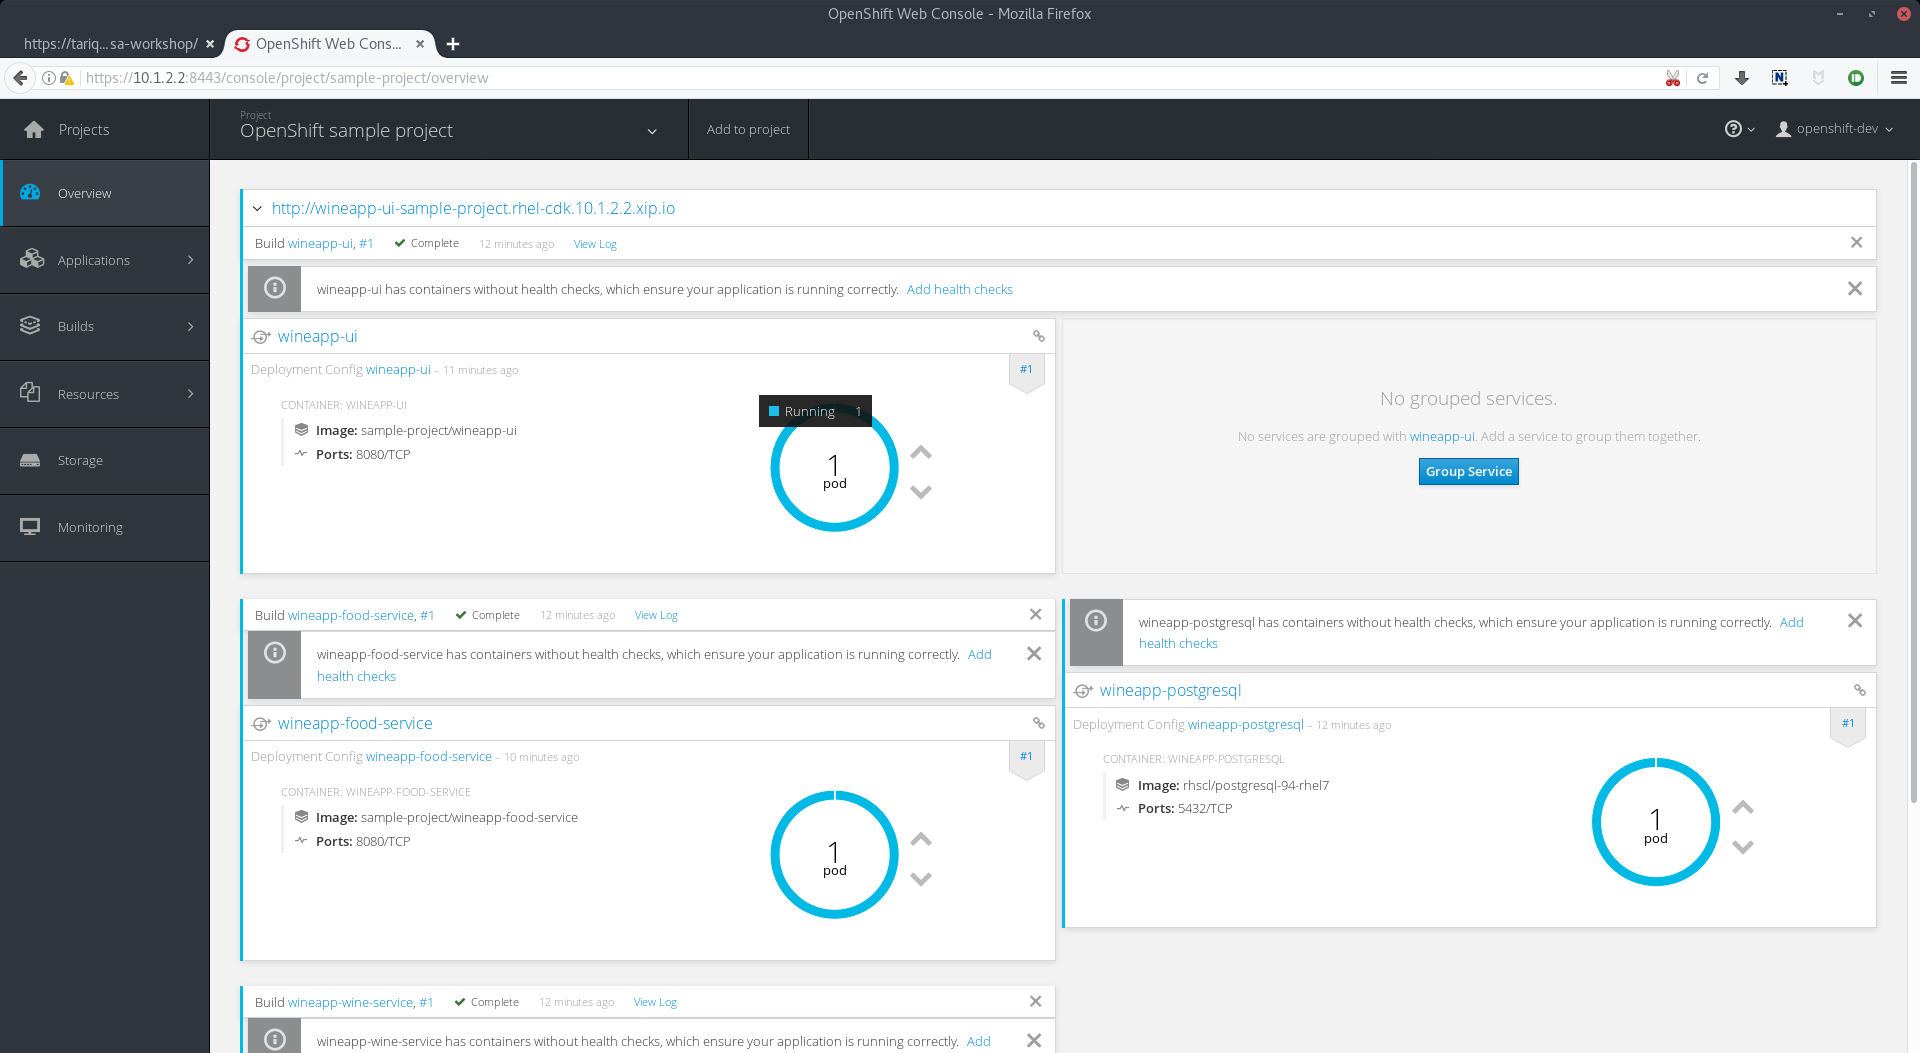 OpenShift Web Console - Mozilla Firefox
https://tariq...sa-workshop/
OpenShift Web Cons...
https://10.1.2.2:8443/console/project/sample-project/overview
Projects
Project
OpenShift sample project
Add to project
openshift-dev
Overview
Applications
Builds
Resources
Storage
Monitoring
http://wineapp-ui-sample-project.rhel-cdk.10.1.2.2.xip.io
Build wineapp-ui, #1 Complete 12 minutes ago View Log
wineapp-ui has containers without health checks, which ensure your application is running correctly. Add health checks
wineapp-ui
Deployment Config wineapp-ui – 11 minutes ago
#1
CONTAINER: WINEAPP-UI
Image: sample-project/wineapp-ui
Ports: 8080/TCP
Running 1
1
pod
No grouped services.
No services are grouped with wineapp-ui. Add a service to group them together.
Group Service
Build wineapp-food-service, #1 Complete 12 minutes ago View Log
wineapp-food-service has containers without health checks, which ensure your application is running correctly. Add
health checks
wineapp-food-service
Deployment Config wineapp-food-service – 10 minutes ago
#1
CONTAINER: WINEAPP-FOOD-SERVICE
Image: sample-project/wineapp-food-service
Ports: 8080/TCP
1
pod
wineapp-postgresql has containers without health checks, which ensure your application is running correctly. Add
health checks
wineapp-postgresql
Deployment Config wineapp-postgresql – 12 minutes ago
#1
CONTAINER: WINEAPP-POSTGRESQL
Image: rhscl/postgresql-94-rhel7
Ports: 5432/TCP
1
pod
Build wineapp-wine-service, #1 Complete 12 minutes ago View Log
wineapp-wine-service has containers without health checks, which ensure your application is running correctly. Add